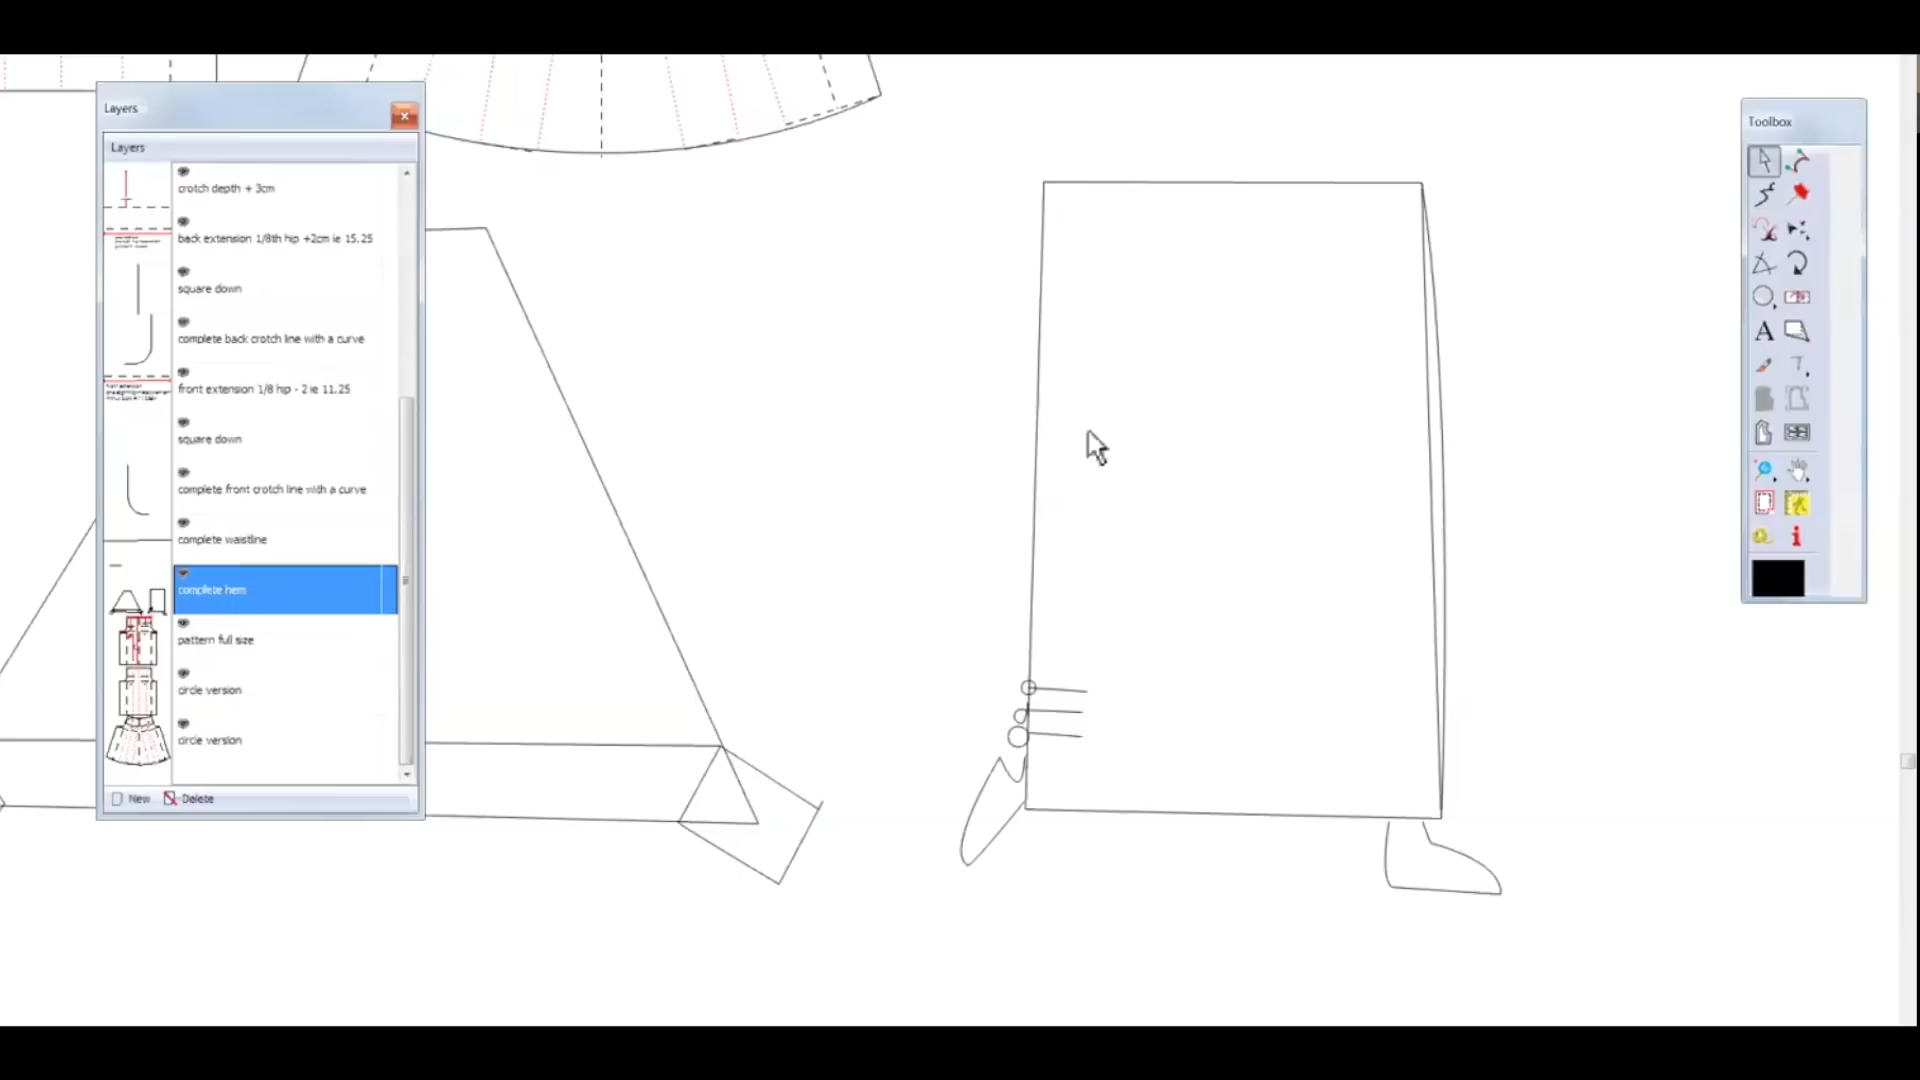 Layers
Layers
crotch depth + 3cm
back extension 1/8th hip +2cm ie 15.25
square down
complete back crotch line with a curve
front extension 1/8 hip - 2 ie 11.25
square down
complete front crotch line with a curve
complete waistline
complete hem
pattern full size
circle version
circle version
New Delete
Toolbox
A
T
i